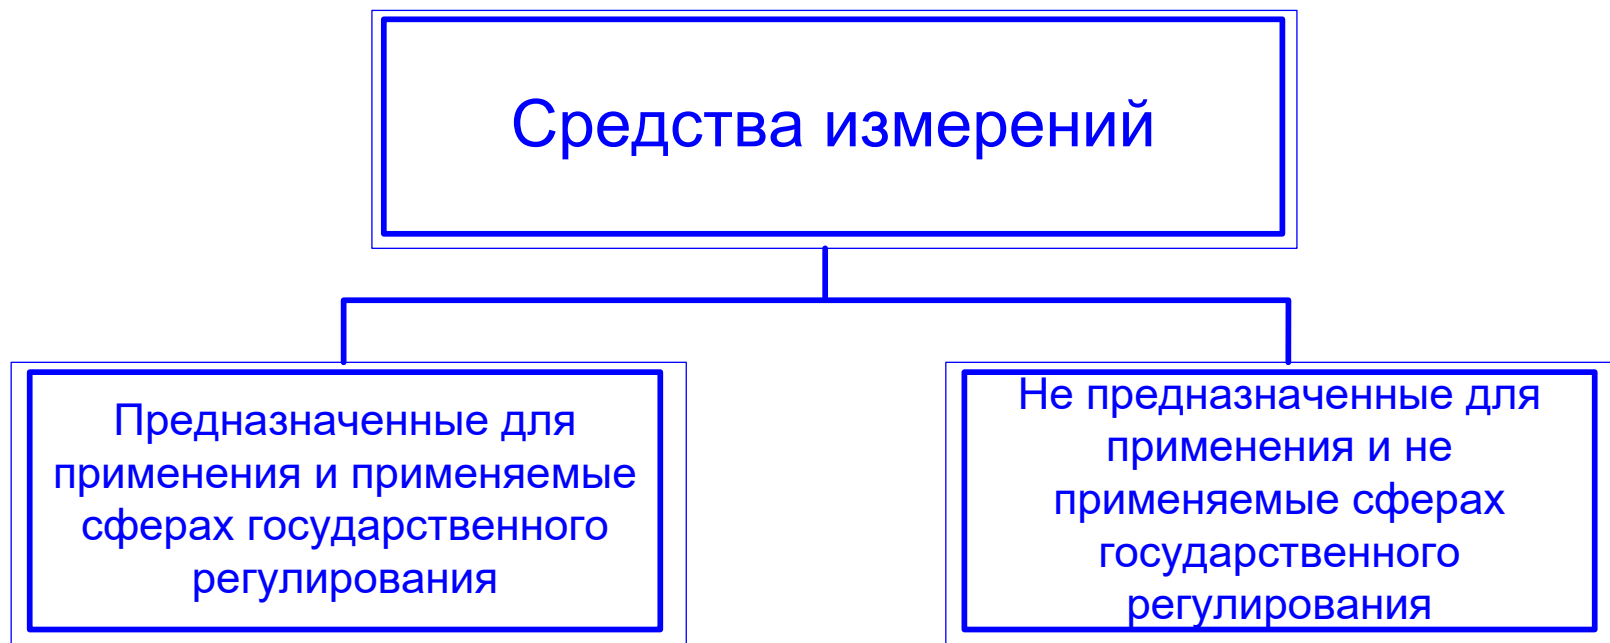 Средства измерений
Предназначенные для
применения и применяемые
сферах государственного
регулирования
Не предназначенные для
применения и не
применяемые сферах
государственного
регулирования